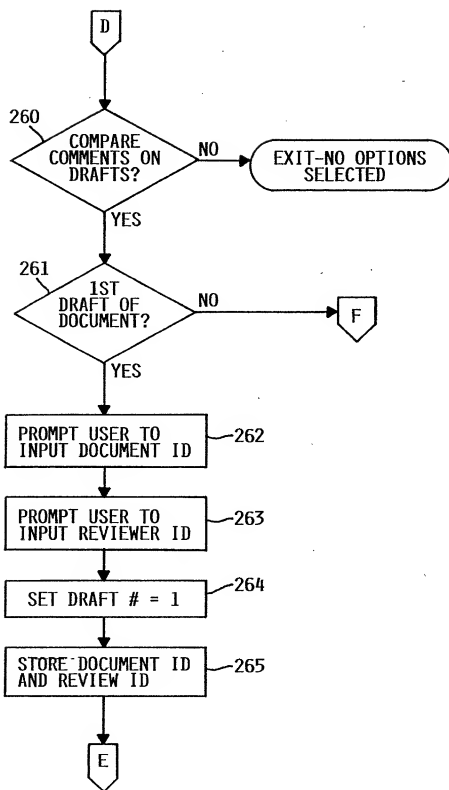 D
260
COMPARE
COMMENTS ON
DRAFTS?
NO
EXIT-NO OPTIONS
SELECTED
YES
261
1ST
DRAFT OF
DOCUMENT?
NO
F
YES
PROMPT USER TO
INPUT DOCUMENT ID
262
PROMPT USER TO
INPUT REVIEWER ID
263
SET DRAFT # = 1
264
STORE DOCUMENT ID
AND REVIEW ID
265
E